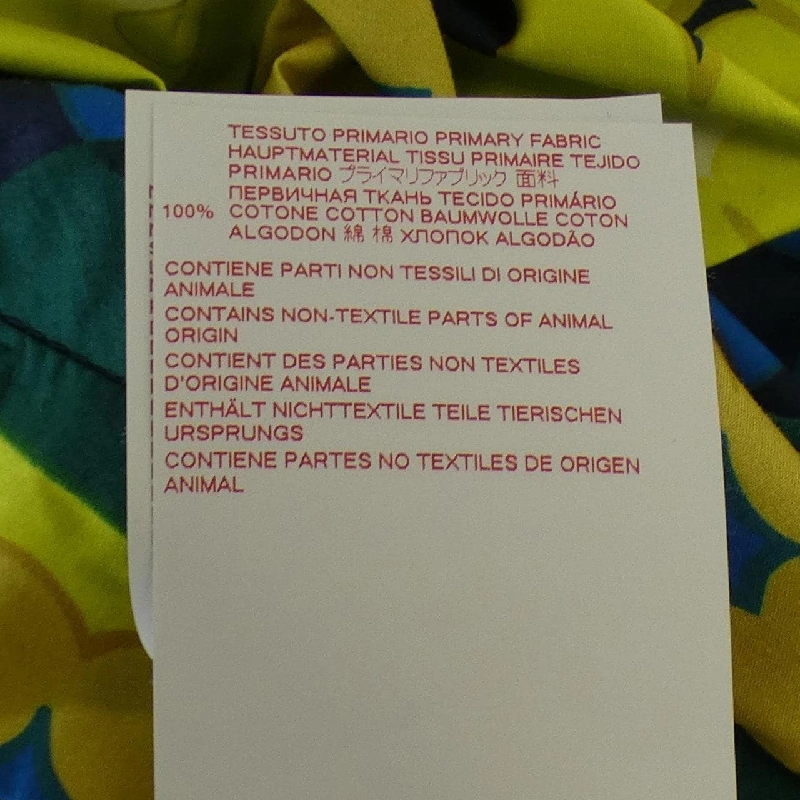 TESSUTO PRIMARIO PRIMARY FABRIC
HAUPTMATERIAL TISSU PRIMAIRE TEJIDO
PRIMARIO プライマリファブリック 面料
ПЕРВИЧНАЯ ТКАНЬ TECIDO PRIMÁRIO
100% COTONE COTTON BAUMWOLLE COTON
ALGODON 綿 棉 ХЛОПОК ALGODÃO
CONTIENE PARTI NON TESSILI DI ORIGINE
ANIMALE
CONTAINS NON-TEXTILE PARTS OF ANIMAL
ORIGIN
CONTIENT DES PARTIES NON TEXTILES
D'ORIGINE ANIMALE
ENTHÄLT NICHTTEXTILE TEILE TIERISCHEN
URSPRUNGS
CONTIENE PARTES NO TEXTILES DE ORIGEN
ANIMAL